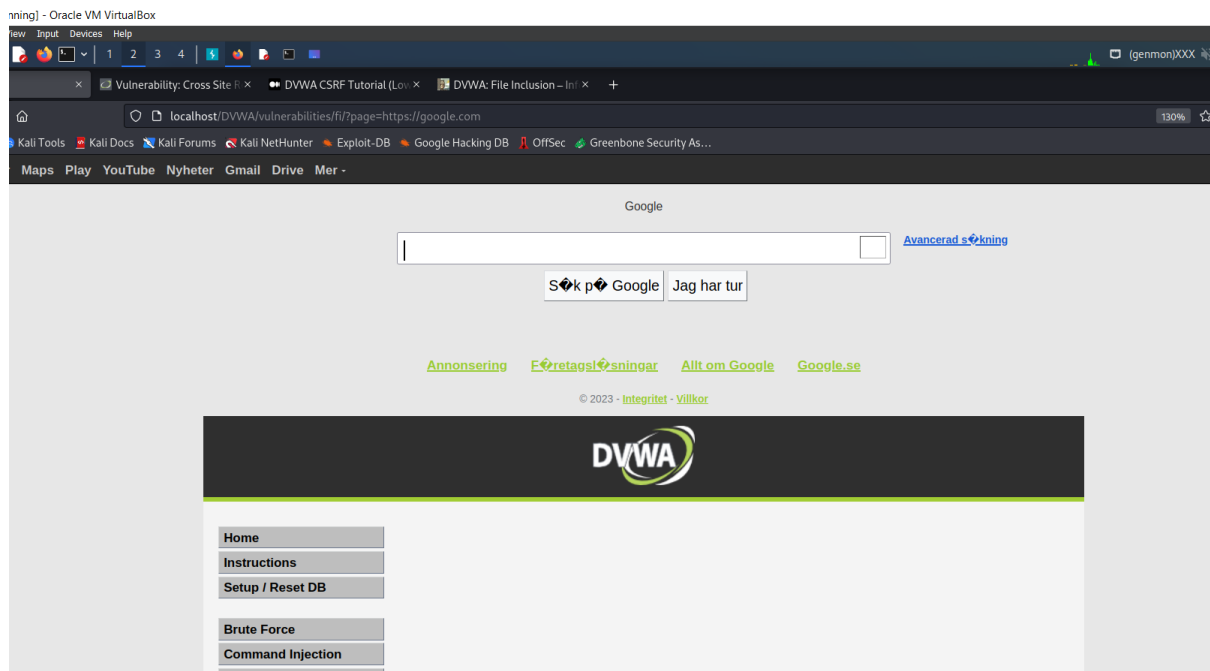 nning] - Oracle VM VirtualBox
View Input Devices Help
1 2 3 4 (genmon)XXX
Vulnerability: Cross Site R DVWA CSRF Tutorial (Low DVWA: File Inclusion – Inf
localhost/DVWA/vulnerabilities/fi/?page=https://google.com 130%
Kali Tools Kali Docs Kali Forums Kali NetHunter Exploit-DB Google Hacking DB OffSec Greenbone Security As...
Maps Play YouTube Nyheter Gmail Drive Mer -
Google
Avancerad s�kning
S�k p� Google Jag har tur
Annonsering F�retagsl�sningar Allt om Google Google.se
© 2023 - Integritet - Villkor
DVWA
Home
Instructions
Setup / Reset DB
Brute Force
Command Injection